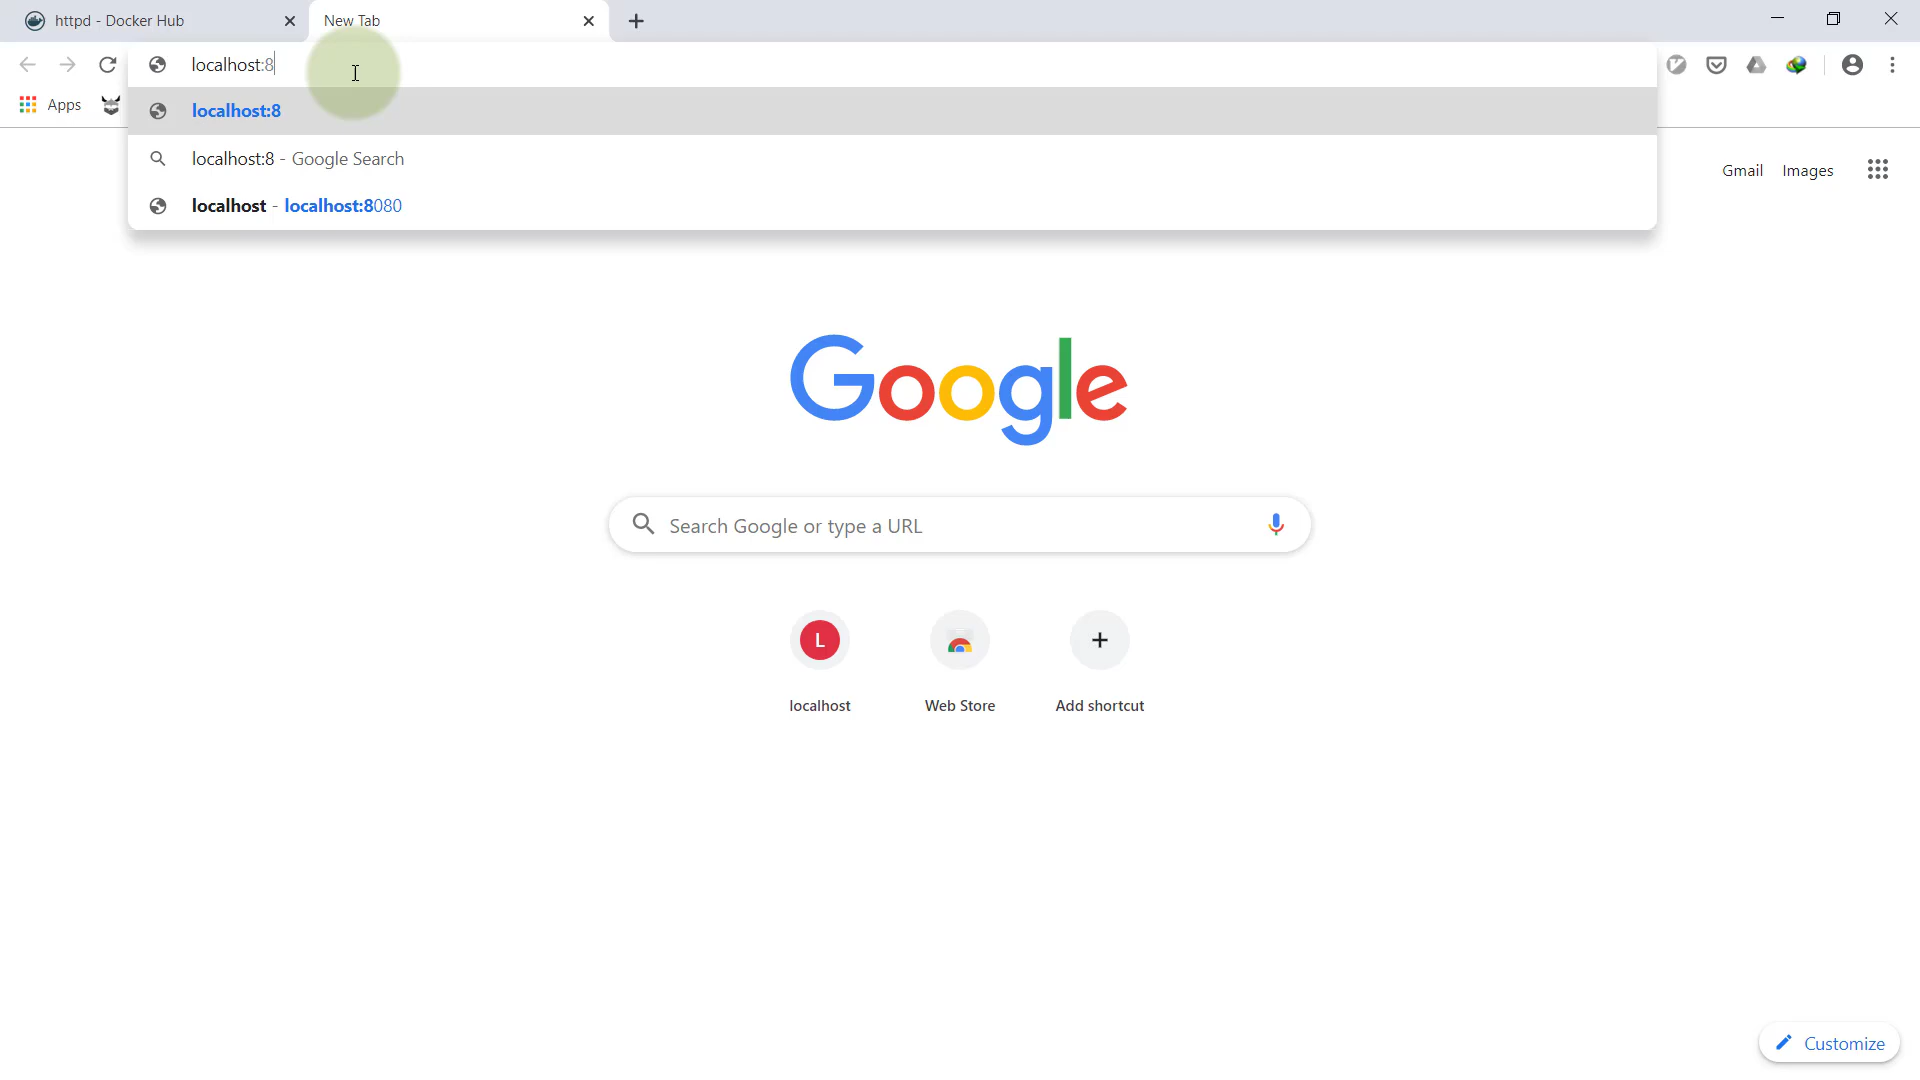 httpd - Docker Hub
New Tab
localhost:8
Apps
localhost:8
localhost:8 - Google Search
localhost - localhost:8080
Gmail
Images
Google
Search Google or type a URL
L
localhost
Web Store
Add shortcut
Customize